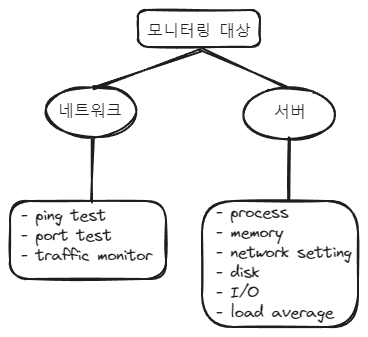 모니터링 대상
네트워크
서버
- ping test
- port test
- traffic monitor
- process
- memory
- network setting
- disk
- I/O
- load average